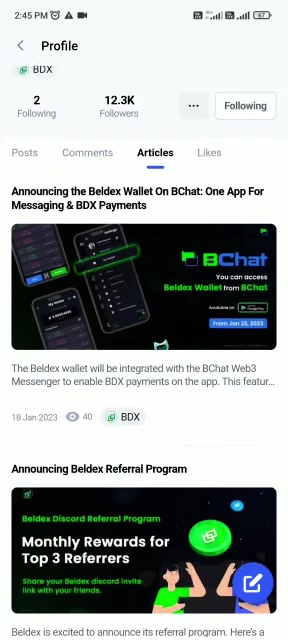 2:45 PM
67
Profile
BDX
2
Following
12.3K
Followers
Following
Posts
Comments
Articles
Likes
Announcing the Beldex Wallet On BChat: One App For
Messaging & BDX Payments
BChat
You can access
Beldex Wallet from BChat
Available on
Google Play
From Jan 23, 2023
The Beldex wallet will be integrated with the BChat Web3
Messenger to enable BDX payments on the app. This featur...
18 Jan 2023
40
BDX
Announcing Beldex Referral Program
Beldex Discord Referral Program
Monthly Rewards for
Top 3 Referrers
Share your Beldex discord invite
link with your friends.
Beldex is excited to announce its referral program. Here's a